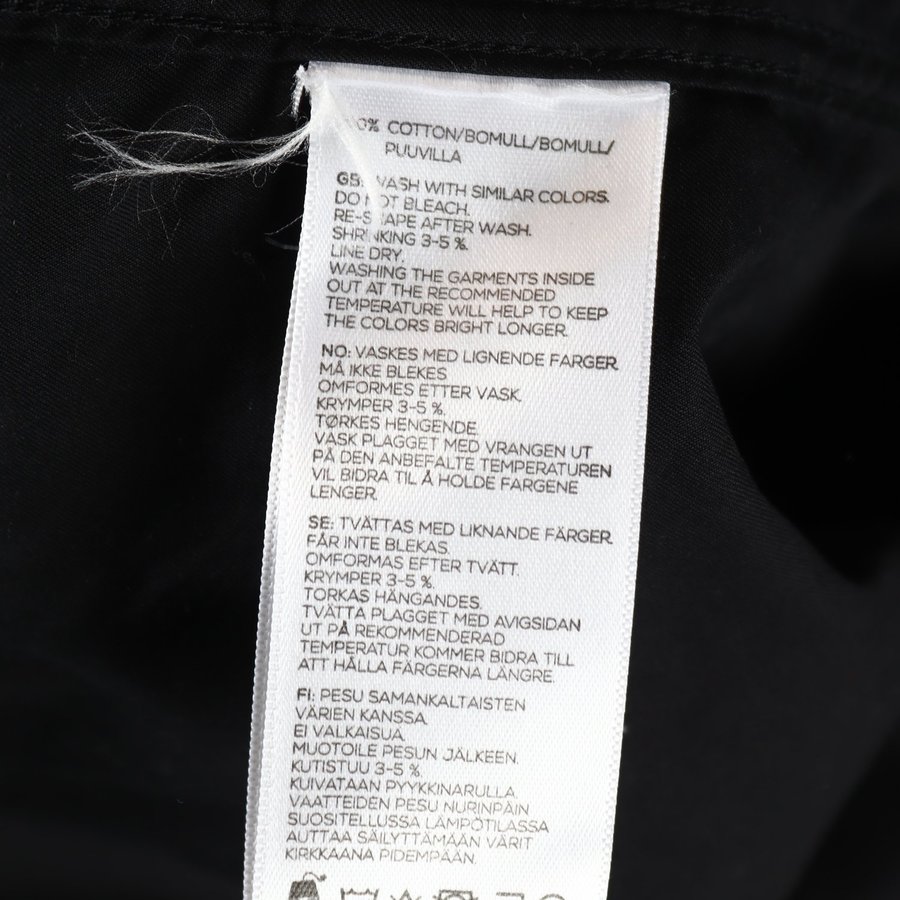 0% COTTON/BOMULL/BOMULL/
PUUVILLA
GB: WASH WITH SIMILAR COLORS.
DO NOT BLEACH.
RE-SHAPE AFTER WASH.
SHRINKING 3-5 %.
LINE DRY.
WASHING THE GARMENTS INSIDE
OUT AT THE RECOMMENDED
TEMPERATURE WILL HELP TO KEEP
THE COLORS BRIGHT LONGER.
NO: VASKES MED LIGNENDE FARGER.
MÅ IKKE BLEKES
OMFORMES ETTER VASK.
KRYMPER 3-5 %.
TØRKES HENGENDE.
VASK PLAGGET MED VRANGEN UT
PÅ DEN ANBEFALTE TEMPERATUREN
VIL BIDRA TIL Å HOLDE FARGENE
LENGER.
SE: TVÄTTAS MED LIKNANDE FÄRGER.
FÅR INTE BLEKAS.
OMFORMAS EFTER TVÄTT.
KRYMPER 3-5 %.
TORKAS HÄNGANDES.
TVÄTTA PLAGGET MED AVIGSIDAN
UT PÅ REKOMMENDERAD
TEMPERATUR KOMMER BIDRA TILL
ATT HÅLLA FÄRGERNA LÄNGRE.
FI: PESU SAMANKALTAISTEN
VÄRIEN KANSSA.
EI VALKAISUA.
MUOTOILE PESUN JÄLKEEN.
KUTISTUU 3-5 %.
KUIVATAAN PYYKKINARULLA.
VAATTEIDEN PESU NURINPÄIN
SUOSITELLUSSA LÄMPÖTILASSA
AUTTAA SÄILYTTÄMÄÄN VÄRIT
KIRKKAANA PIDEMPÄÄN.